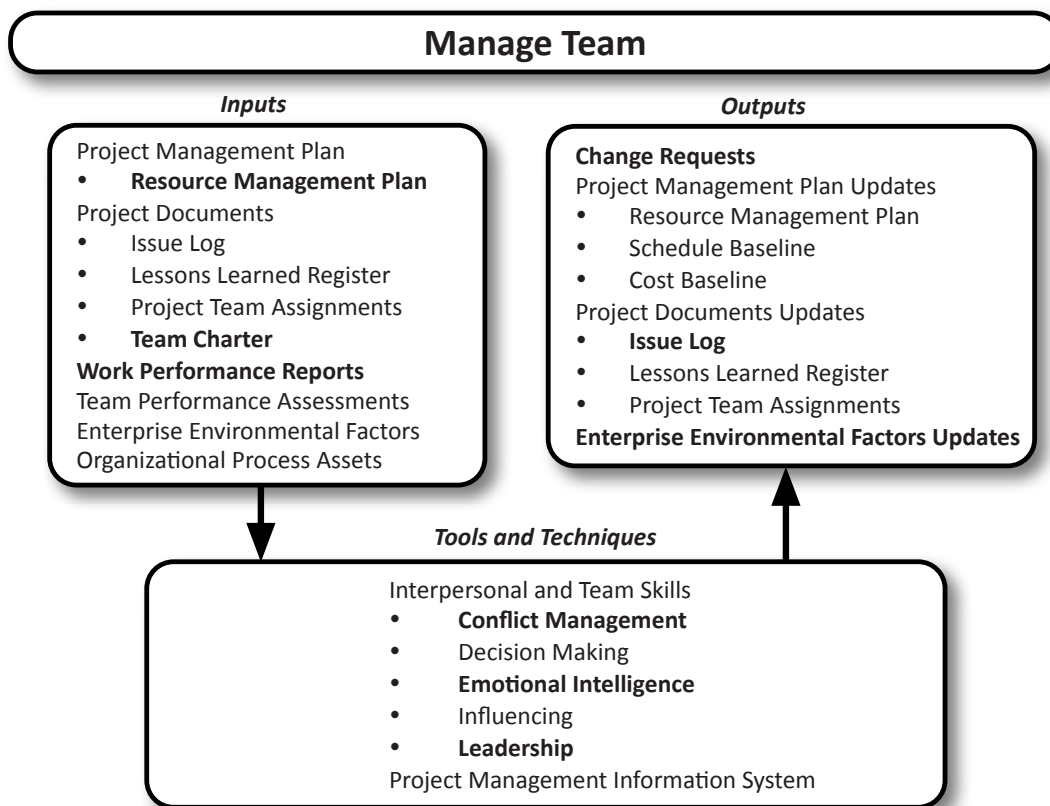 Manage Team
Inputs
Project Management Plan
• Resource Management Plan
Project Documents
• Issue Log
• Lessons Learned Register
• Project Team Assignments
• Team Charter
Work Performance Reports
Team Performance Assessments
Enterprise Environmental Factors
Organizational Process Assets
Outputs
Change Requests
Project Management Plan Updates
• Resource Management Plan
• Schedule Baseline
• Cost Baseline
Project Documents Updates
• Issue Log
• Lessons Learned Register
• Project Team Assignments
Enterprise Environmental Factors Updates
Tools and Techniques
Interpersonal and Team Skills
• Conflict Management
• Decision Making
• Emotional Intelligence
• Influencing
• Leadership
Project Management Information System